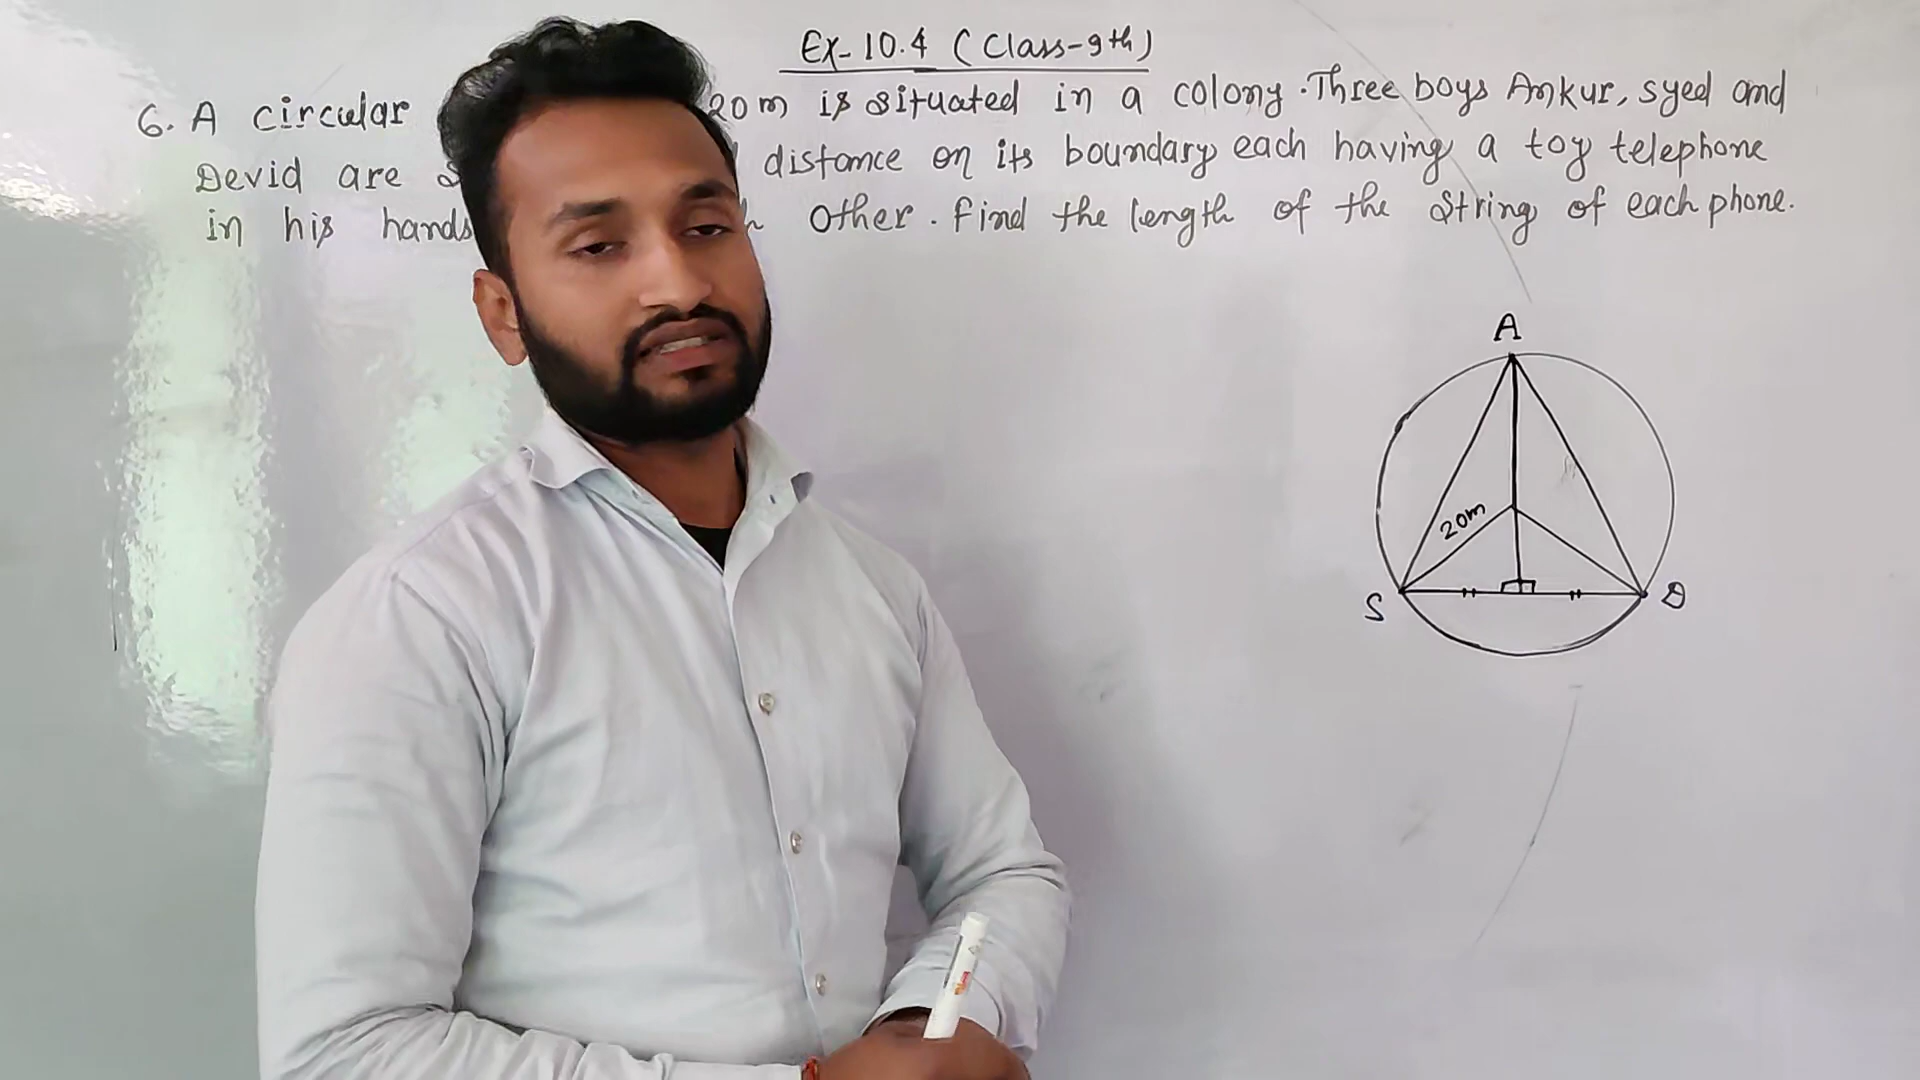 Ex- 10.4 (Class-9th)
6. A circular 20m is situated in a colony. Three boys Ankur, syed and
Devid are distance on its boundary each having a toy telephone
in his hands other. find the length of the string of each phone.
A
20m
S
D